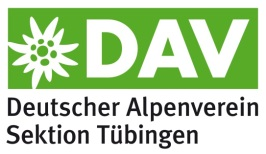 DAV
Deutscher Alpenverein
Sektion Tübingen